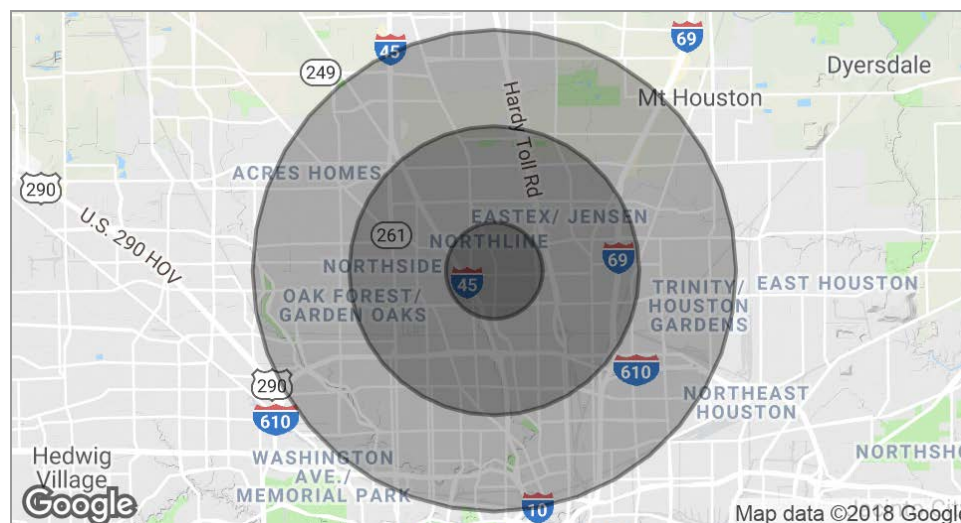 45
69
249
Dyersdale
Mt Houston
Hardy Toll Rd
ACRES HOMES
290
U.S. 290 HOV
261
EASTEX/ JENSEN
NORTHLINE
NORTHSIDE
69
45
OAK FOREST/
GARDEN OAKS
TRINITY/
HOUSTON
GARDENS
EAST HOUSTON
610
290
610
NORTHEAST
HOUSTON
Hedwig
Village
WASHINGTON
AVE./
MEMORIAL PARK
NORTHSH
10
Google
Map data ©2018 Google